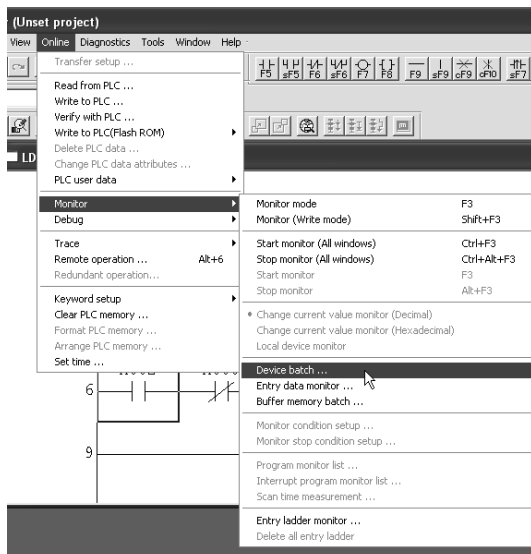 (Unset project)
View Online Diagnostics Tools Window Help
F5 sF5 F6 sF6 F7 F8 F9 sF9 cF9 cF10 sF7
Transfer setup ...
Read from PLC ...
Write to PLC ...
Verify with PLC ...
Write to PLC(Flash ROM)
Delete PLC data ...
Change PLC data attributes ...
PLC user data
LD
Monitor
Debug
Trace
Remote operation ... Alt+6
Redundant operation...
Keyword setup
Clear PLC memory ...
Format PLC memory ...
Arrange PLC memory ...
Set time ...
Monitor mode F3
Monitor (Write mode) Shift+F3
Start monitor (All windows) Ctrl+F3
Stop monitor (All windows) Ctrl+Alt+F3
Start monitor F3
Stop monitor Alt+F3
Change current value monitor (Decimal)
Change current value monitor (Hexadecimal)
Local device monitor
Device batch ...
Entry data monitor ...
Buffer memory batch ...
Monitor condition setup ...
Monitor stop condition setup ...
Program monitor list ...
Interrupt program monitor list ...
Scan time measurement ...
Entry ladder monitor ...
Delete all entry ladder
6
9